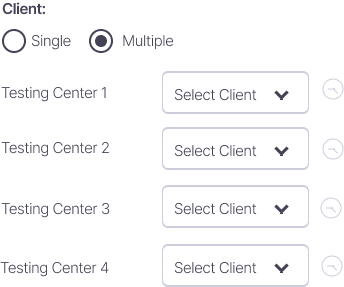 Client:
Single Multiple
Testing Center 1 Select Client
Testing Center 2 Select Client
Testing Center 3 Select Client
Testing Center 4 Select Client